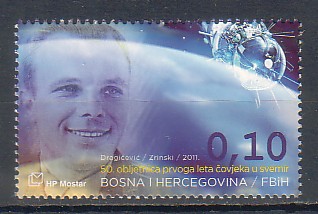 0,10
Dragičević / Zrinski / 2011.
50. obljetnica prvoga leta čovjeka u svemir
HP Mostar
BOSNA I HERCEGOVINA / FBiH